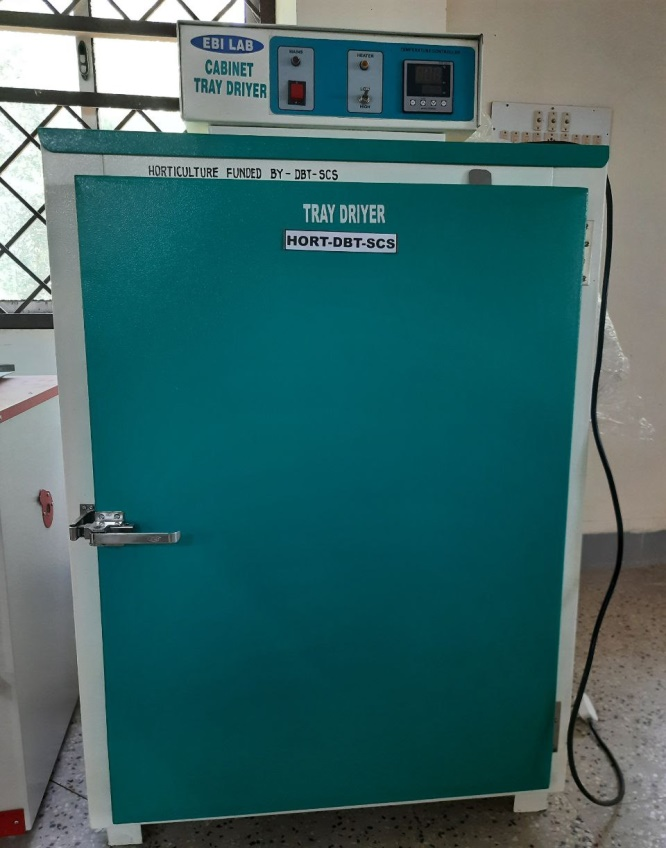 EBI LAB
CABINET
TRAY DRIYER
MAINS
HEATER
HORTICULTURE FUNDED BY - DBT-SCS
TRAY DRIYER
HORT-DBT-SCS